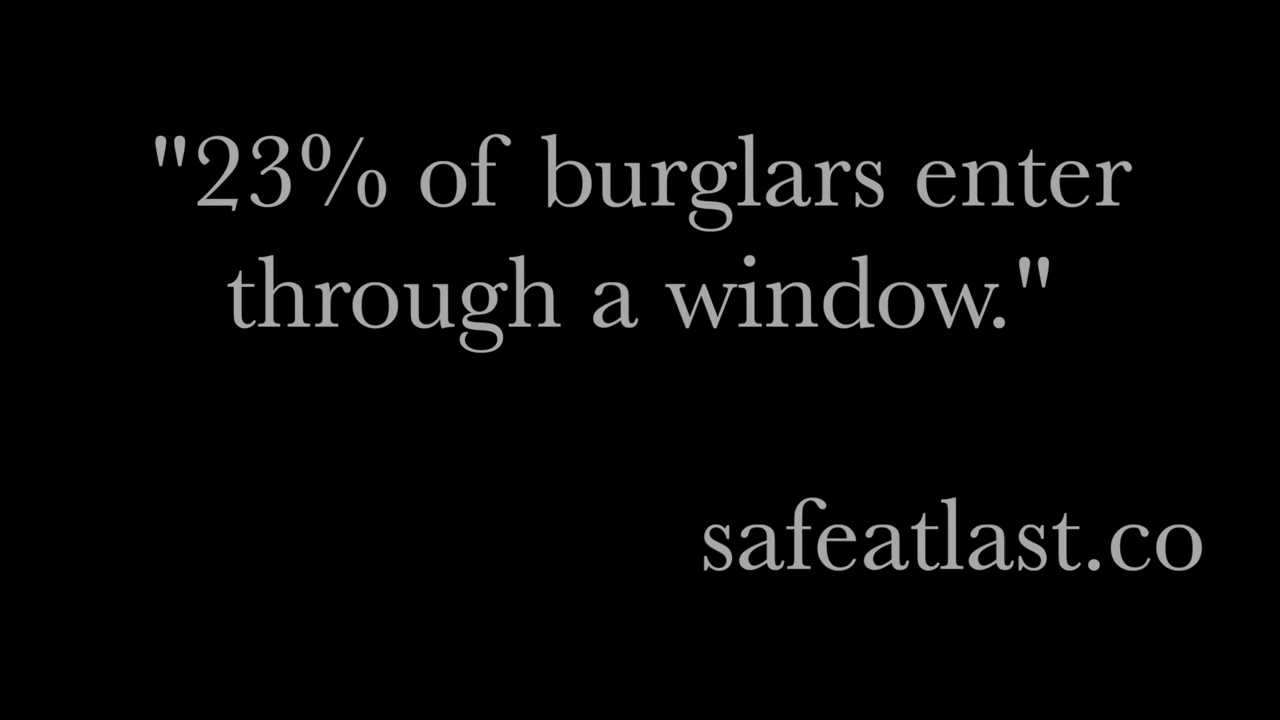 "23% of burglars enter
through a window."
safeatlast.co